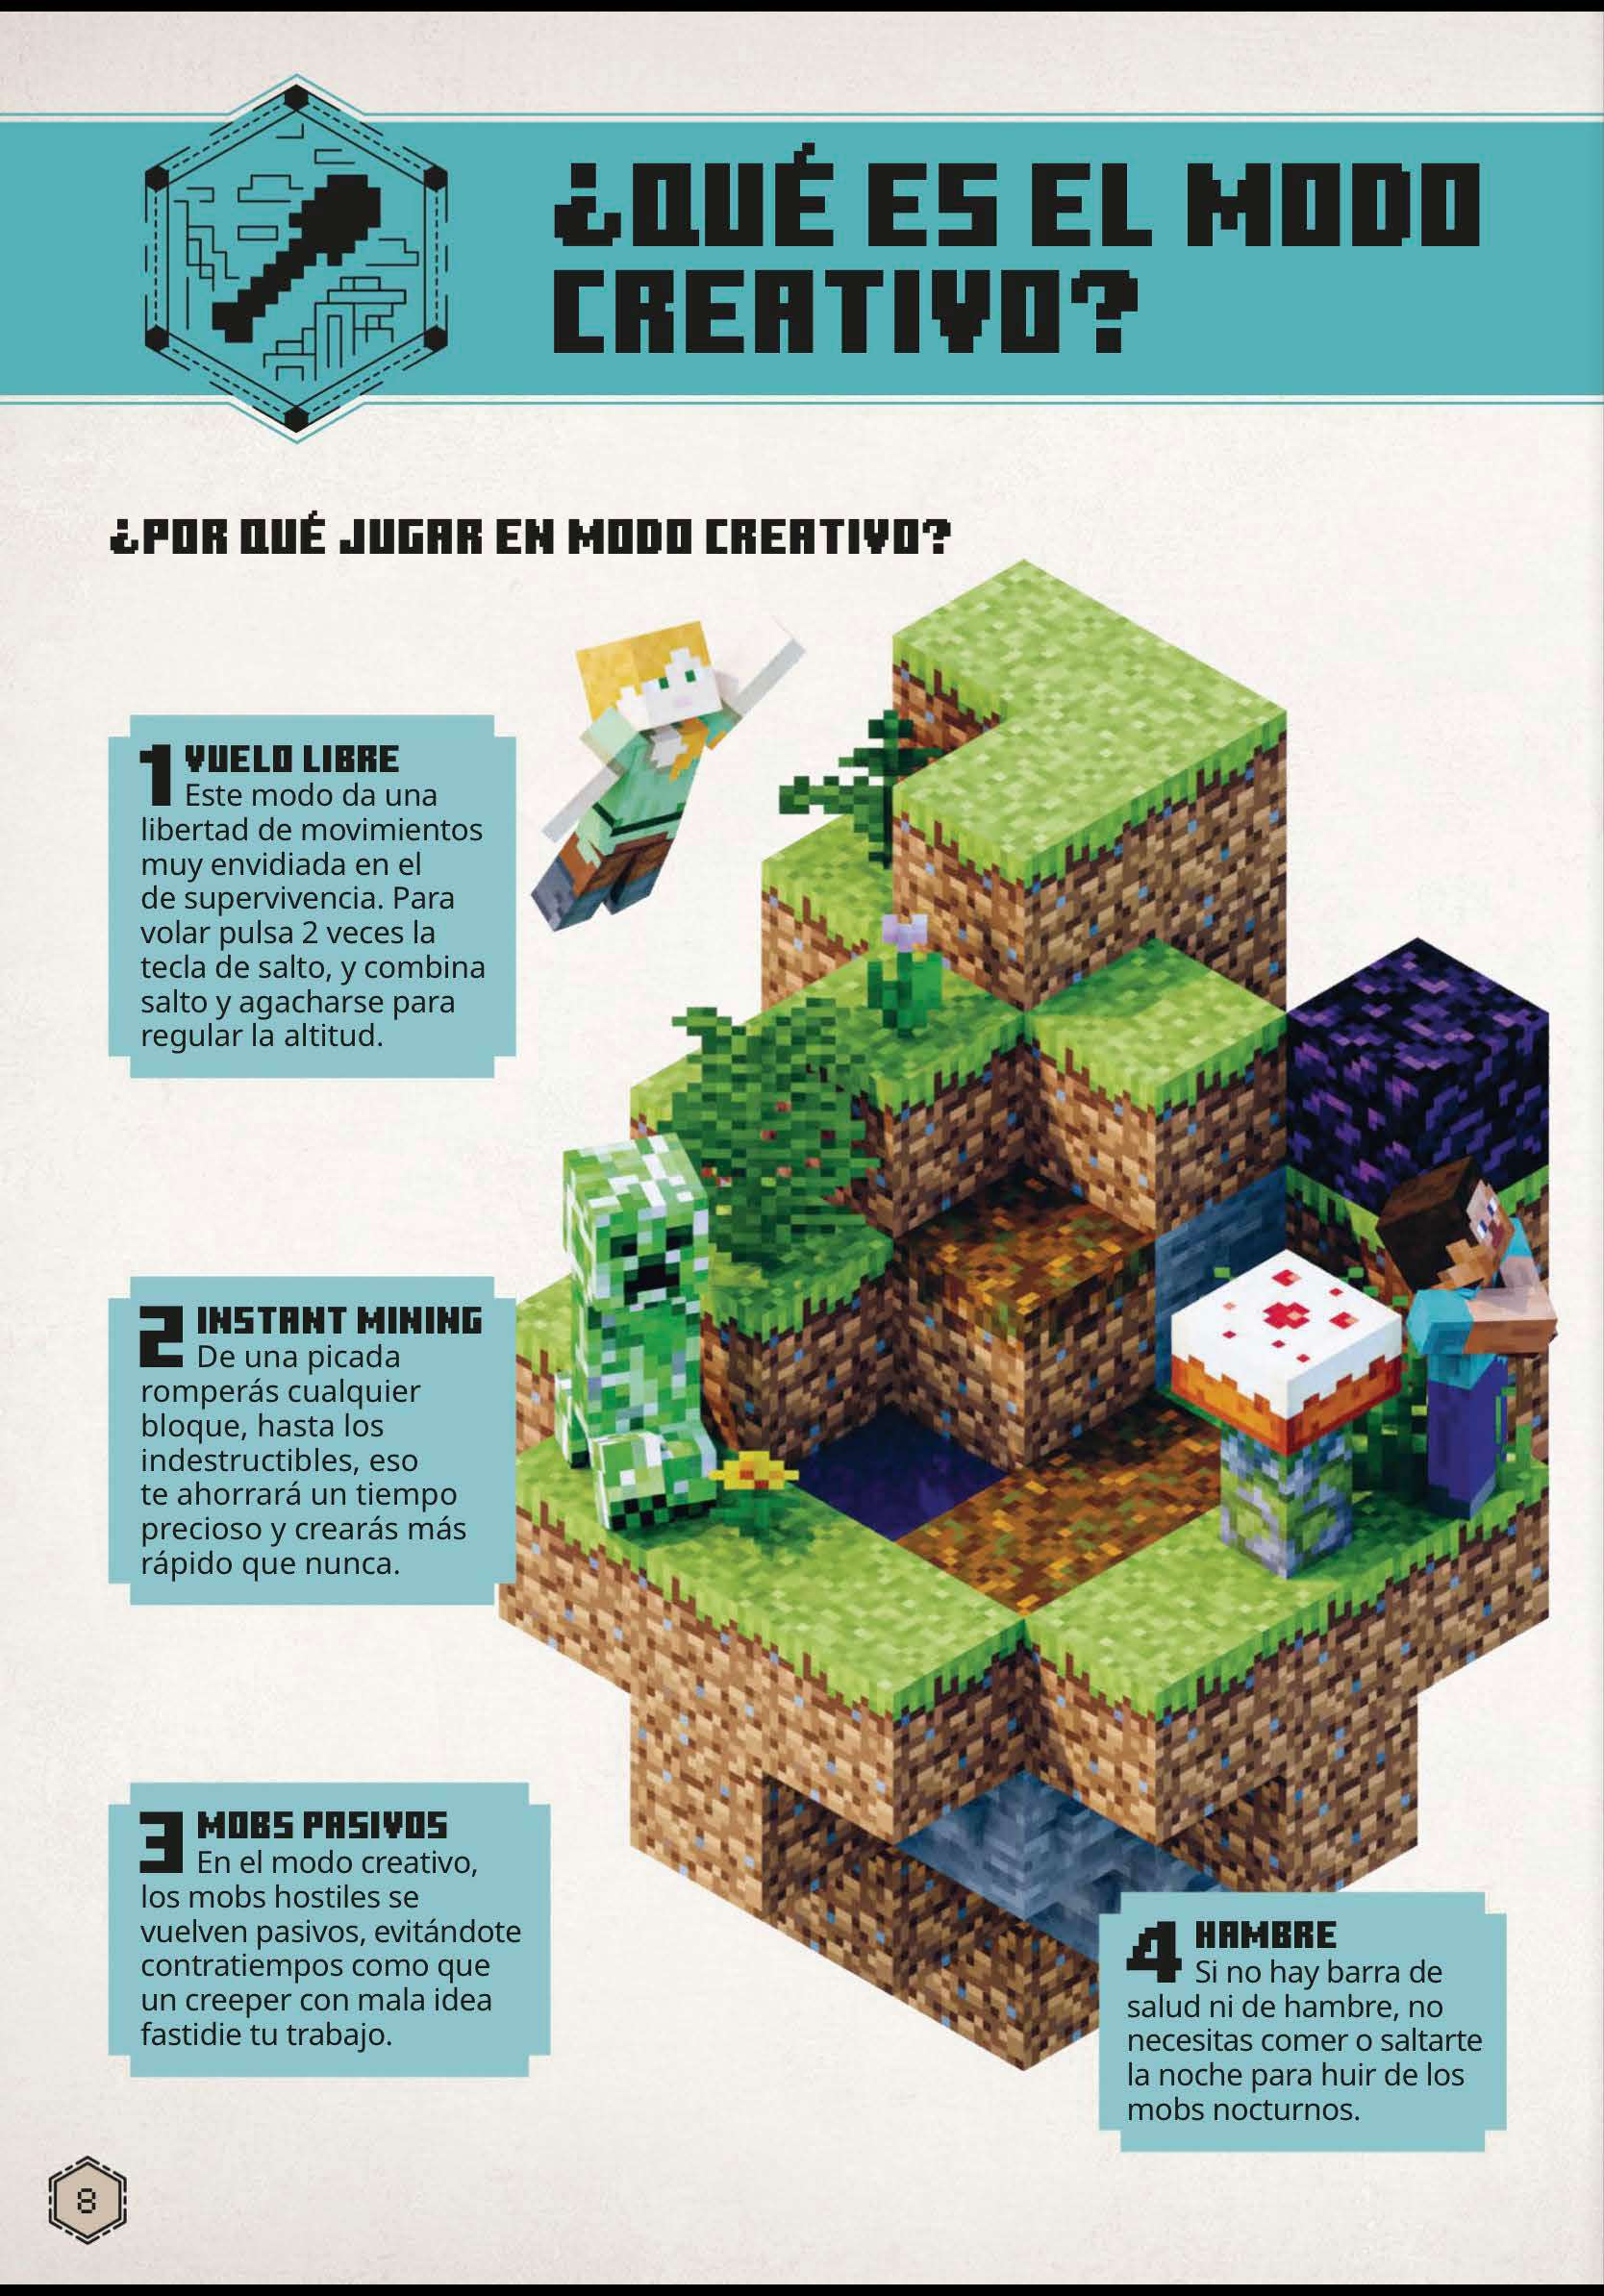 ¿QUÉ ES EL MODO
CREATIVO?
¿POR QUÉ JUGAR EN MODO CREATIVO?
1 VUELO LIBRE
Este modo da una
libertad de movimientos
muy envidiada en el
de supervivencia. Para
volar pulsa 2 veces la
tecla de salto, y combina
salto y agacharse para
regular la altitud.
2 INSTANT MINING
De una picada
romperás cualquier
bloque, hasta los
indestructibles, eso
te ahorrará un tiempo
precioso y crearás más
rápido que nunca.
3 MOBS PASIVOS
En el modo creativo,
los mobs hostiles se
vuelven pasivos, evitándote
contratiempos como que
un creeper con mala idea
fastidie tu trabajo.
4 HAMBRE
Si no hay barra de
salud ni de hambre, no
necesitas comer o saltarte
la noche para huir de los
mobs nocturnos.
8